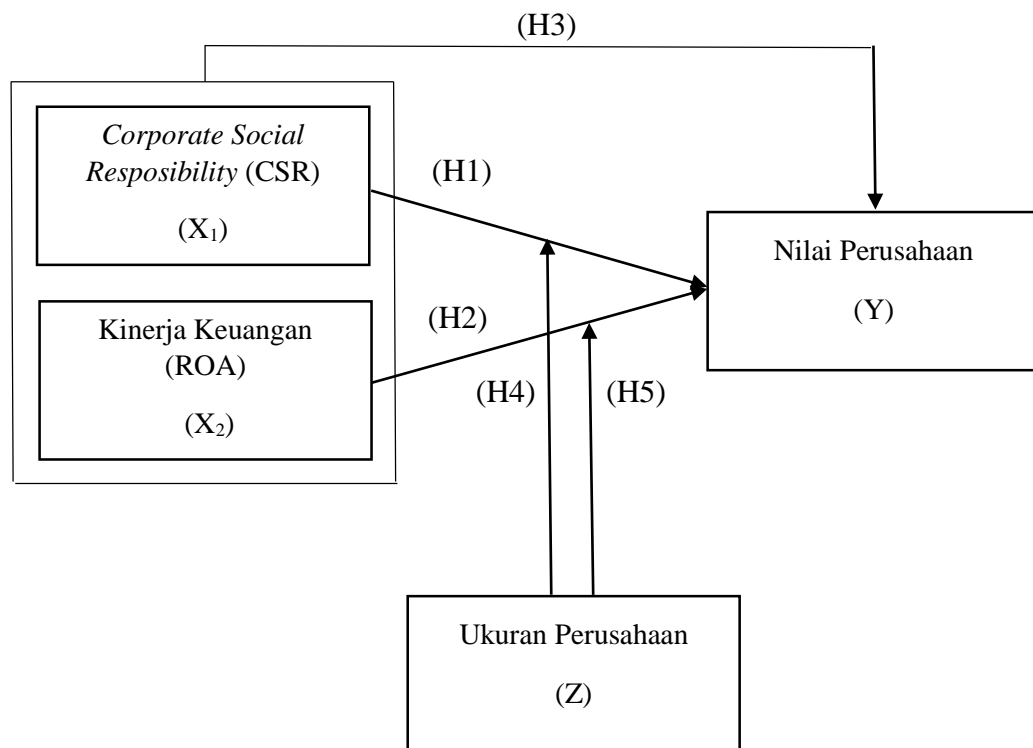 (H3)
Corporate Social
Resposibility (CSR)
(X₁)
(H1)
Nilai Perusahaan
(Y)
Kinerja Keuangan
(ROA)
(X₂)
(H2)
(H4)
(H5)
Ukuran Perusahaan
(Z)